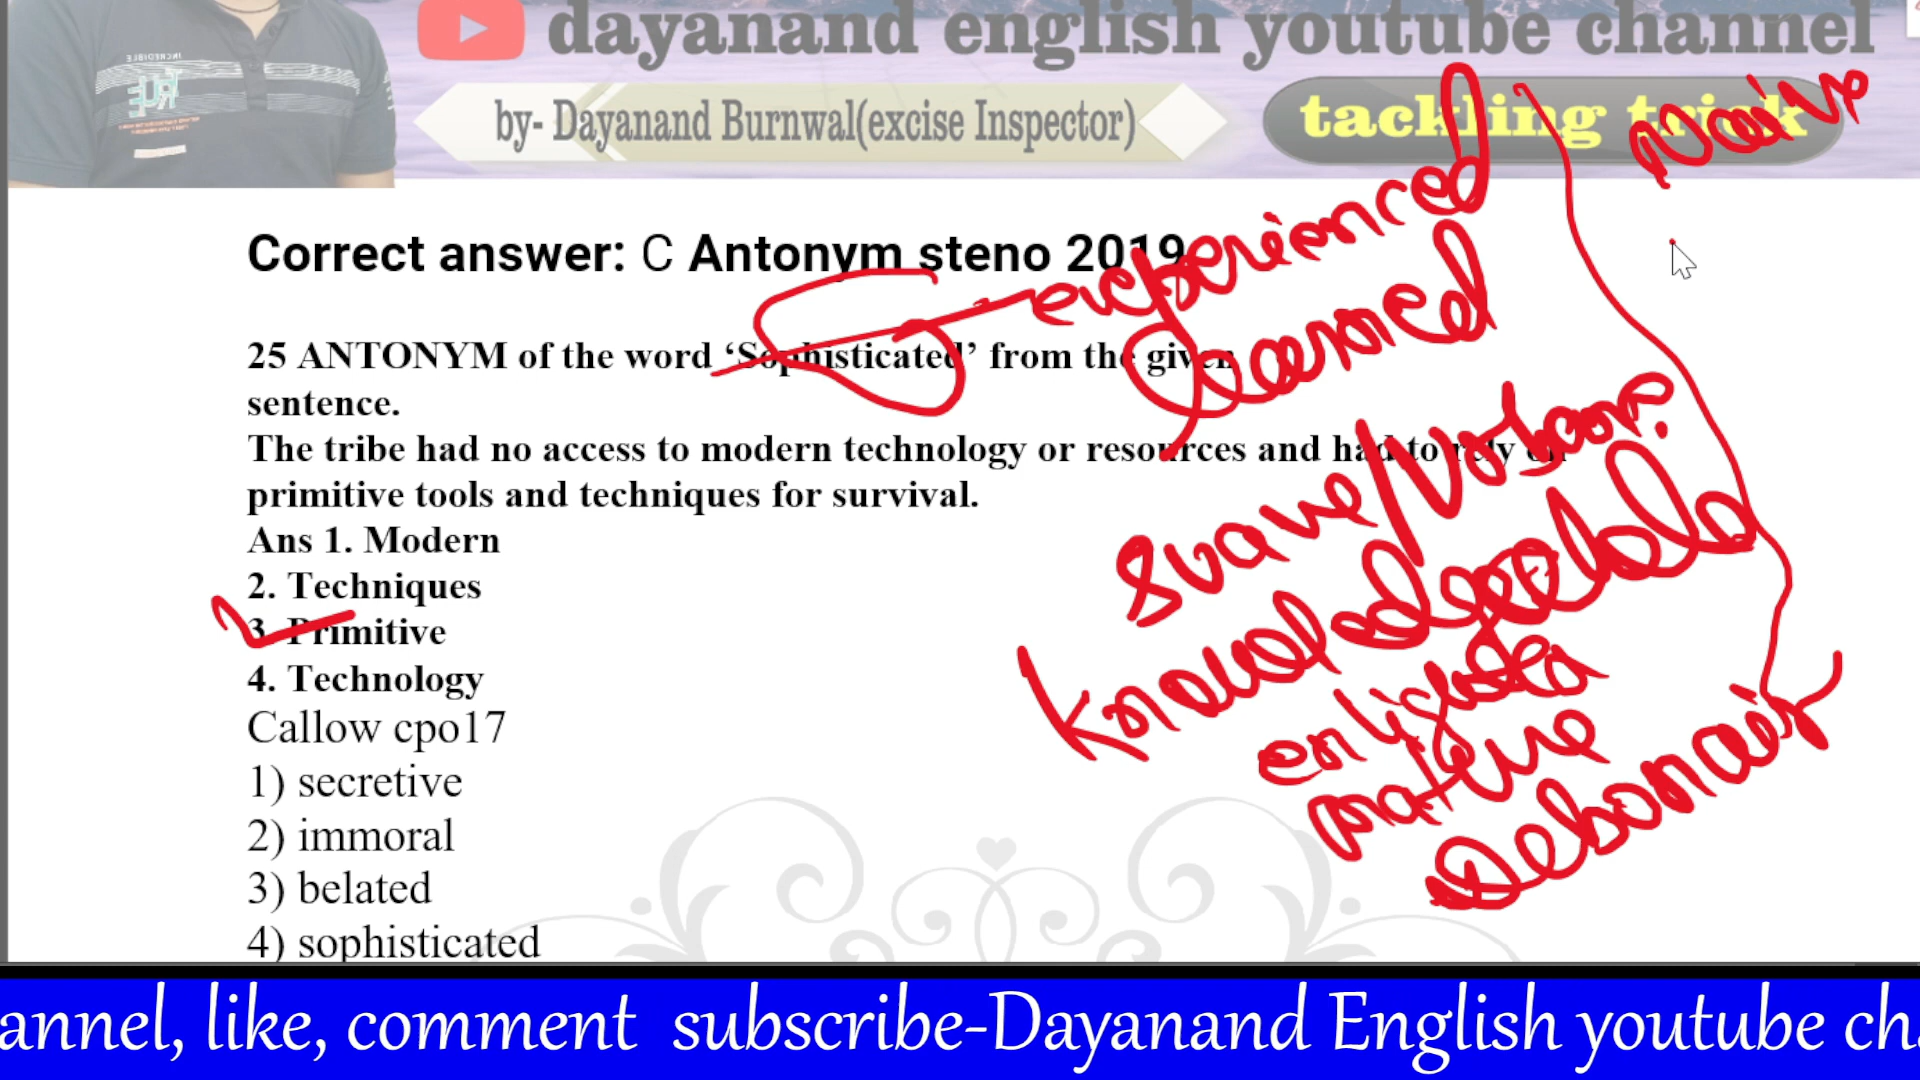 INCREDIBLE
TRUE
dayanand english youtube channel
by- Dayanand Burnwal(excise Inspector)
tackling trick
Naive
Correct answer: C Antonym steno 2019
experienced
learned
25 ANTONYM of the word ‘Sophisticated’ from the given
sentence.
The tribe had no access to modern technology or resources and had to rely on
primitive tools and techniques for survival.
suave/Urbane
Ans 1. Modern
2. Techniques
knowledgeable
3. Primitive
4. Technology
mature
Debonair
Callow cpo17
1) secretive
2) immoral
3) belated
4) sophisticated
annel, like, comment subscribe-Dayanand English youtube ch